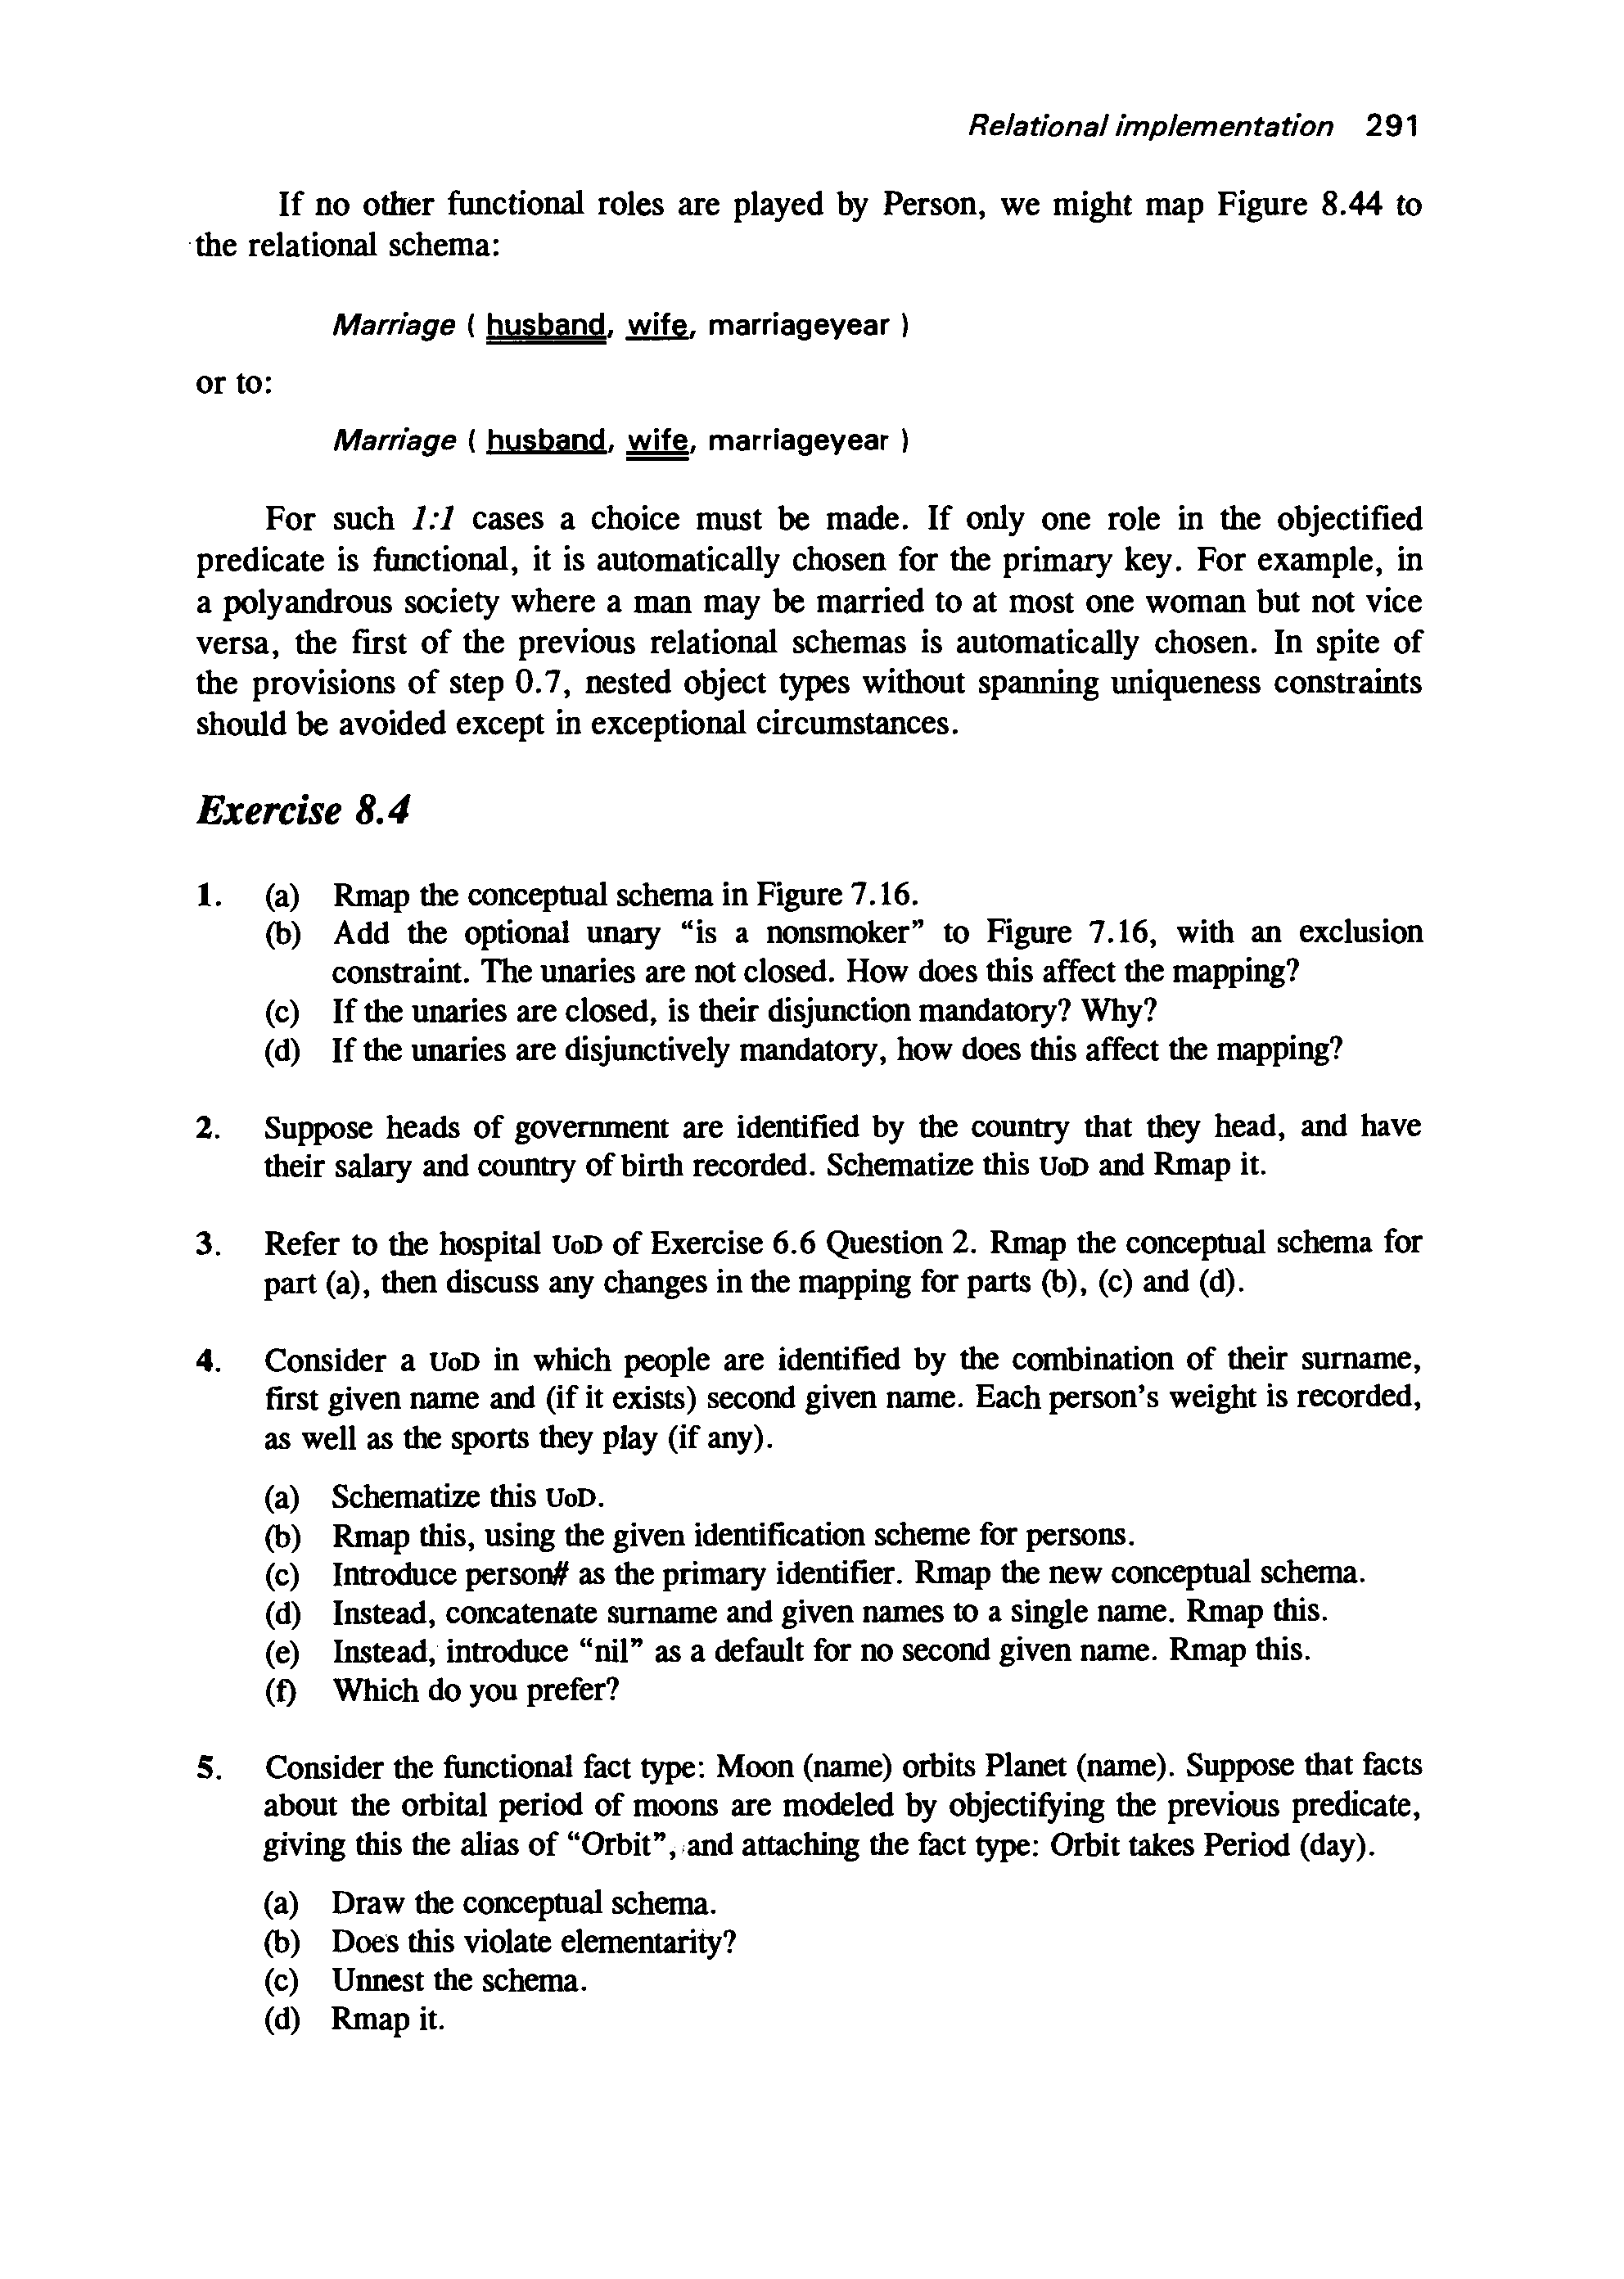 Relational implementation 291
If no other functional roles are played by Person, we might map Figure 8.44 to
the relational schema:
Marriage ( husband, wife, marriageyear )
or to:
Marriage ( husband, wife, marriageyear )
For such 1:1 cases a choice must be made. If only one role in the objectified
predicate is functional, it is automatically chosen for the primary key. For example, in
a polyandrous society where a man may be married to at most one woman but not vice
versa, the first of the previous relational schemas is automatically chosen. In spite of
the provisions of step 0.7, nested object types without spanning uniqueness constraints
should be avoided except in exceptional circumstances.
Exercise 8.4
1. (a) Rmap the conceptual schema in Figure 7.16.
(b) Add the optional unary “is a nonsmoker” to Figure 7.16, with an exclusion
constraint. The unaries are not closed. How does this affect the mapping?
(c) If the unaries are closed, is their disjunction mandatory? Why?
(d) If the unaries are disjunctively mandatory, how does this affect the mapping?
2. Suppose heads of government are identified by the country that they head, and have
their salary and country of birth recorded. Schematize this UoD and Rmap it.
3. Refer to the hospital UoD of Exercise 6.6 Question 2. Rmap the conceptual schema for
part (a), then discuss any changes in the mapping for parts (b), (c) and (d).
4. Consider a UoD in which people are identified by the combination of their surname,
first given name and (if it exists) second given name. Each person’s weight is recorded,
as well as the sports they play (if any).
(a) Schematize this UoD.
(b) Rmap this, using the given identification scheme for persons.
(c) Introduce person# as the primary identifier. Rmap the new conceptual schema.
(d) Instead, concatenate surname and given names to a single name. Rmap this.
(e) Instead, introduce “nil” as a default for no second given name. Rmap this.
(f) Which do you prefer?
5. Consider the functional fact type: Moon (name) orbits Planet (name). Suppose that facts
about the orbital period of moons are modeled by objectifying the previous predicate,
giving this the alias of “Orbit”, and attaching the fact type: Orbit takes Period (day).
(a) Draw the conceptual schema.
(b) Does this violate elementarity?
(c) Unnest the schema.
(d) Rmap it.